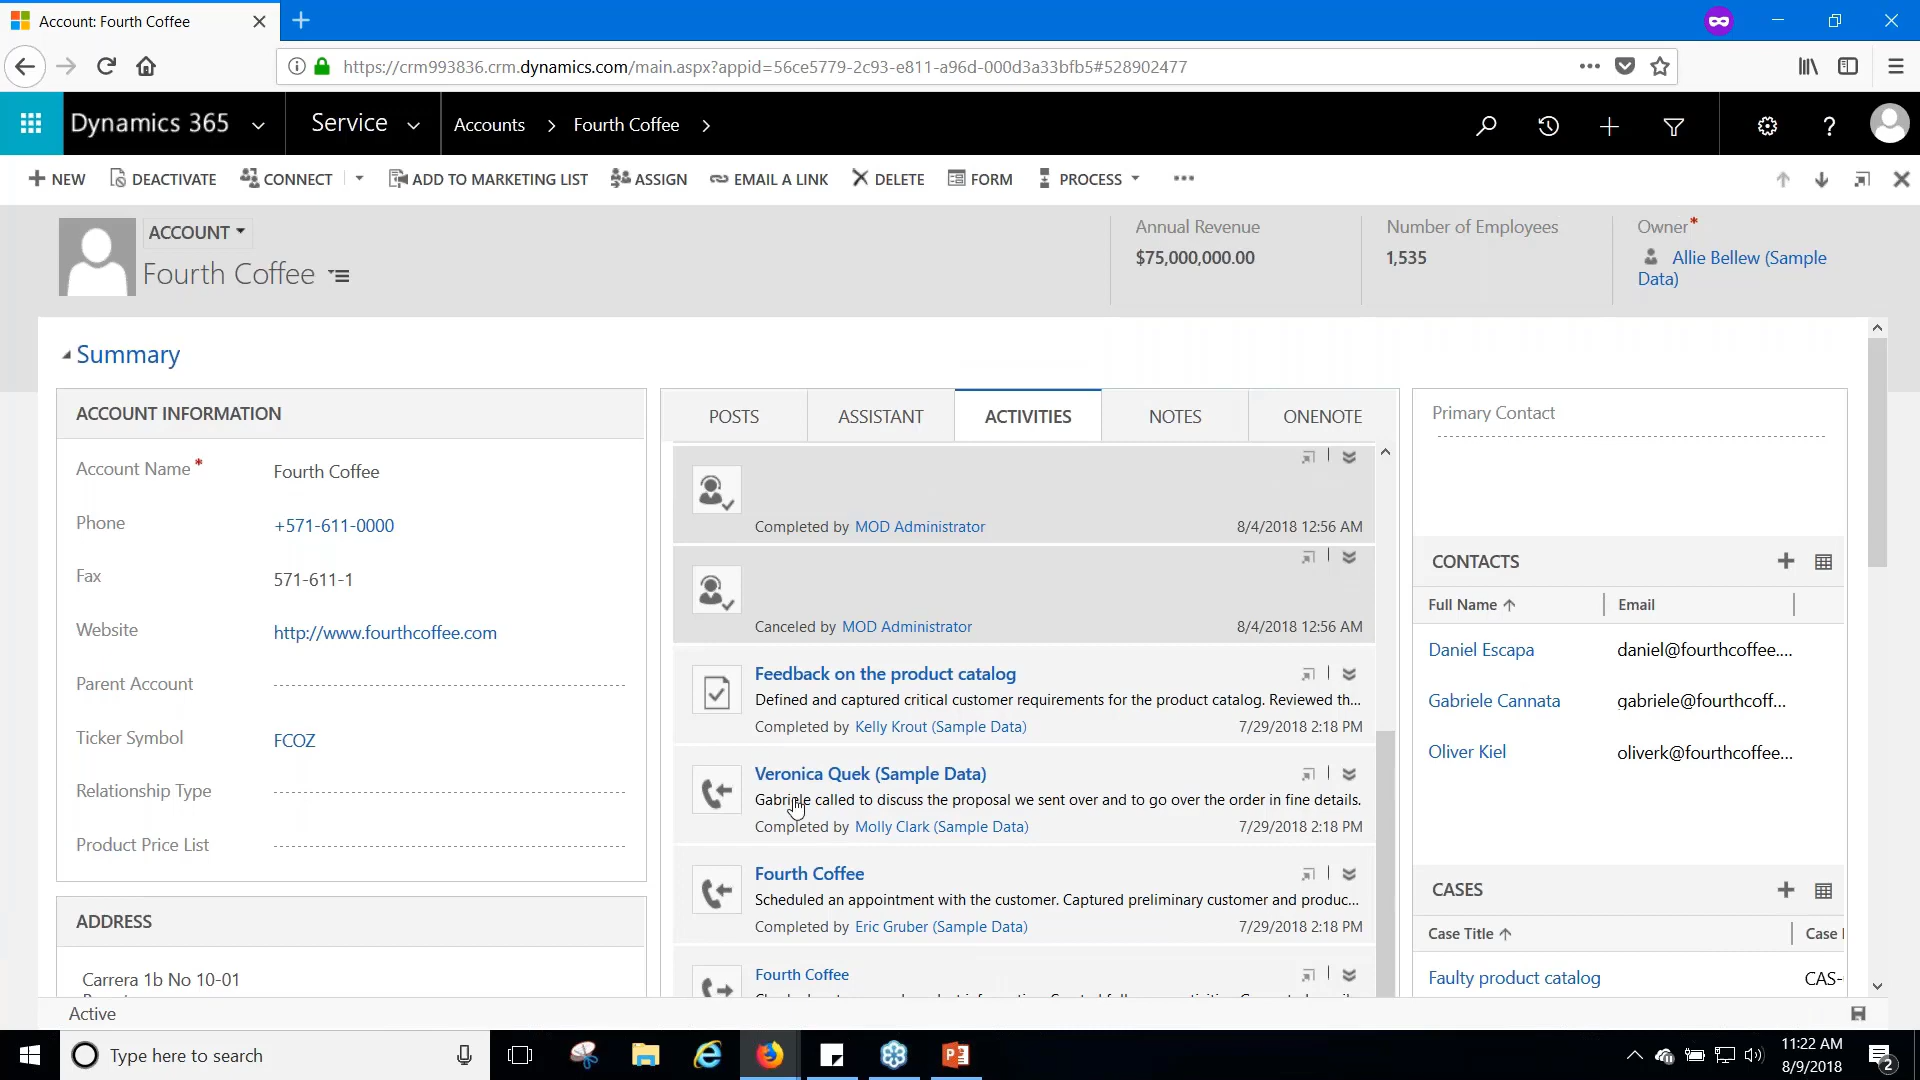 Account: Fourth Coffee
https://crm993836.crm.dynamics.com/main.aspx?appid=56ce5779-2c93-e811-a96d-000d3a33bfb5#528902477
Dynamics 365 Service Accounts > Fourth Coffee >
NEW DEACTIVATE CONNECT ADD TO MARKETING LIST ASSIGN EMAIL A LINK DELETE FORM PROCESS
ACCOUNT
Fourth Coffee
Annual Revenue
$75,000,000.00
Number of Employees
1,535
Owner*
Allie Bellew (Sample
Data)
Summary
ACCOUNT INFORMATION
Account Name* Fourth Coffee
Phone +571-611-0000
Fax 571-611-1
Website http://www.fourthcoffee.com
Parent Account
Ticker Symbol FCOZ
Relationship Type
Product Price List
ADDRESS
Carrera 1b No 10-01
POSTS ASSISTANT ACTIVITIES NOTES ONENOTE
Completed by MOD Administrator 8/4/2018 12:56 AM
Canceled by MOD Administrator 8/4/2018 12:56 AM
Feedback on the product catalog
Defined and captured critical customer requirements for the product catalog. Reviewed th...
Completed by Kelly Krout (Sample Data) 7/29/2018 2:18 PM
Veronica Quek (Sample Data)
Gabriele called to discuss the proposal we sent over and to go over the order in fine details.
Completed by Molly Clark (Sample Data) 7/29/2018 2:18 PM
Fourth Coffee
Scheduled an appointment with the customer. Captured preliminary customer and produc...
Completed by Eric Gruber (Sample Data) 7/29/2018 2:18 PM
Fourth Coffee
Primary Contact
CONTACTS
Full Name Email
Daniel Escapa daniel@fourthcoffee....
Gabriele Cannata gabriele@fourthcoff...
Oliver Kiel oliverk@fourthcoffee...
CASES
Case Title Case
Faulty product catalog CAS-
Active
Type here to search
11:22 AM
8/9/2018
2